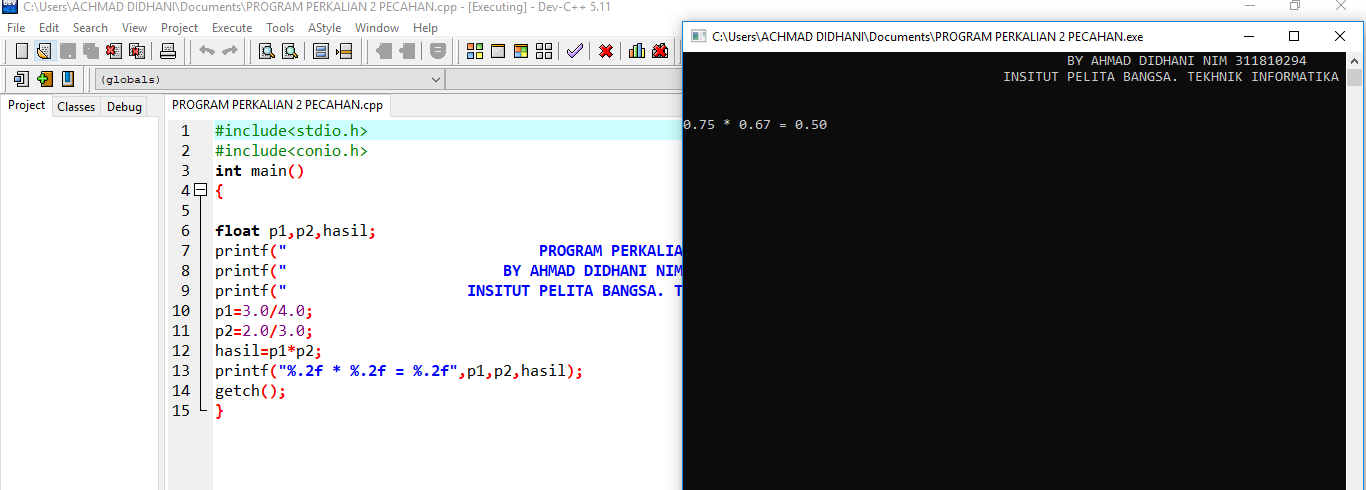 C:\Users\ACHMAD DIDHANI\Documents\PROGRAM PERKALIAN 2 PECAHAN.cpp - [Executing] - Dev-C++ 5.11
File Edit Search View Project Execute Tools AStyle Window Help
(globals)
Project Classes Debug
PROGRAM PERKALIAN 2 PECAHAN.cpp
1 #include<stdio.h>
2 #include<conio.h>
3 int main()
4 {
5
6 float p1,p2,hasil;
7 printf(" PROGRAM PERKALIA
8 printf(" BY AHMAD DIDHANI NIM
9 printf(" INSITUT PELITA BANGSA. T
10 p1=3.0/4.0;
11 p2=2.0/3.0;
12 hasil=p1*p2;
13 printf("%.2f * %.2f = %.2f",p1,p2,hasil);
14 getch();
15 }
C:\Users\ACHMAD DIDHANI\Documents\PROGRAM PERKALIAN 2 PECAHAN.exe
BY AHMAD DIDHANI NIM 311810294
INSITUT PELITA BANGSA. TEKHNIK INFORMATIKA
0.75 * 0.67 = 0.50